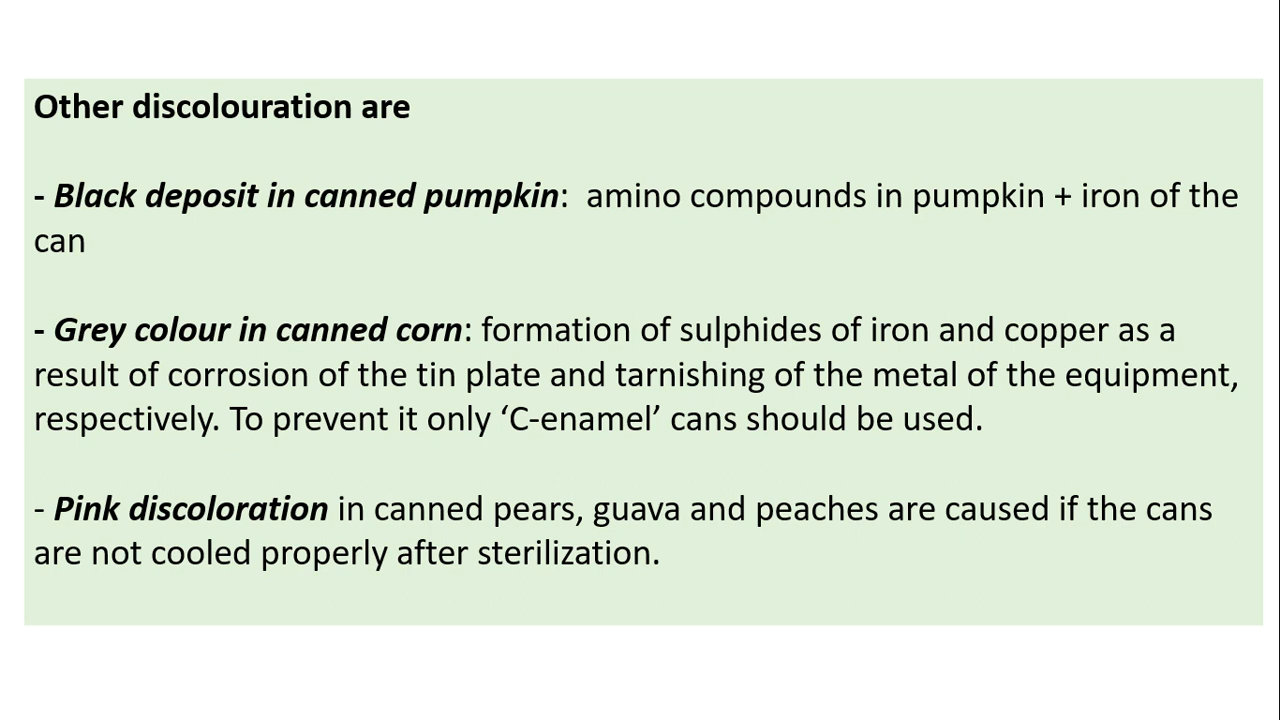 Other discolouration are
- Black deposit in canned pumpkin:  amino compounds in pumpkin + iron of the
can
- Grey colour in canned corn: formation of sulphides of iron and copper as a
result of corrosion of the tin plate and tarnishing of the metal of the equipment,
respectively. To prevent it only ‘C-enamel’ cans should be used.
- Pink discoloration in canned pears, guava and peaches are caused if the cans
are not cooled properly after sterilization.